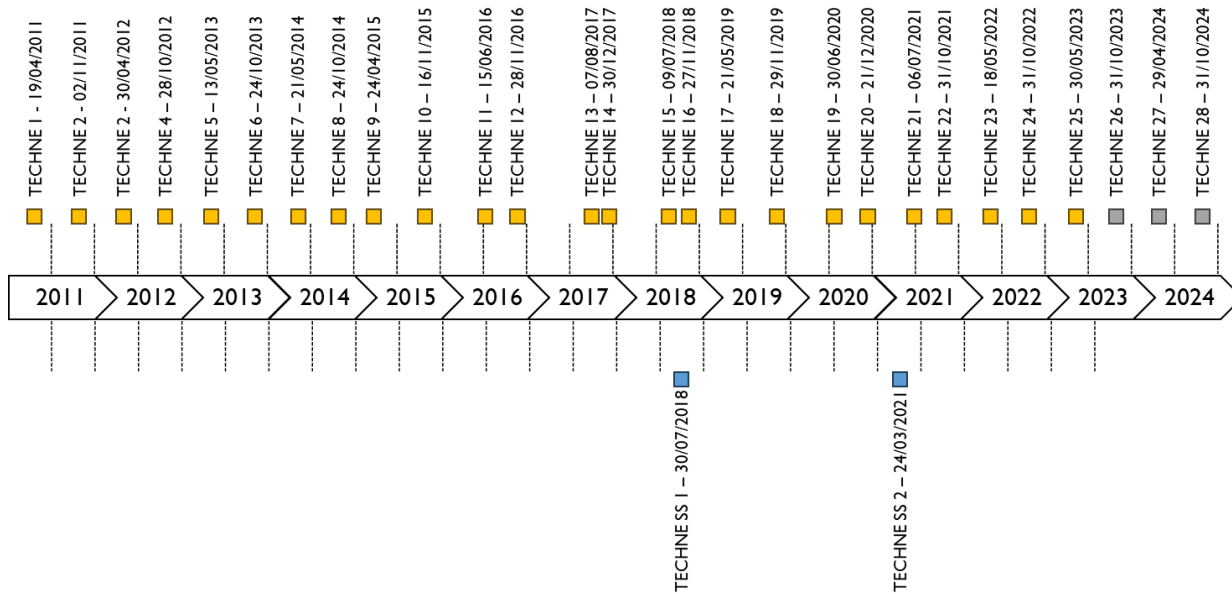 TECHNE 1 - 19/04/2011
TECHNE 2 - 02/11/2011
TECHNE 2 - 30/04/2012
TECHNE 4 – 28/10/2012
TECHNE 5 – 13/05/2013
TECHNE 6 – 24/10/2013
TECHNE 7 – 21/05/2014
TECHNE 8 – 24/10/2014
TECHNE 9 – 24/04/2015
TECHNE 10 – 16/11/2015
TECHNE 11 – 15/06/2016
TECHNE 12 – 28/11/2016
TECHNE 13 – 07/08/2017
TECHNE 14 – 30/12/2017
TECHNE 15 – 09/07/2018
TECHNE 16 – 27/11/2018
TECHNE 17 – 21/05/2019
TECHNE 18 – 29/11/2019
TECHNE 19 – 30/06/2020
TECHNE 20 – 21/12/2020
TECHNE 21 – 06/07/2021
TECHNE 22 – 31/10/2021
TECHNE 23 – 18/05/2022
TECHNE 24 – 31/10/2022
TECHNE 25 – 30/05/2023
TECHNE 26 – 31/10/2023
TECHNE 27 – 29/04/2024
TECHNE 28 – 31/10/2024
2011
2012
2013
2014
2015
2016
2017
2018
2019
2020
2021
2022
2023
2024
TECHNE SS 1 – 30/07/2018
TECHNE SS 2 – 24/03/2021